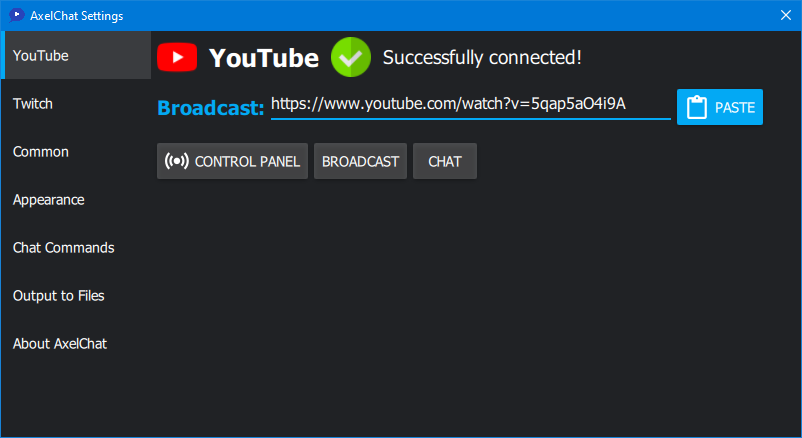 AxelChat Settings
YouTube
Twitch
Common
Appearance
Chat Commands
Output to Files
About AxelChat
YouTube Successfully connected!
Broadcast: https://www.youtube.com/watch?v=5qap5aO4i9A PASTE
CONTROL PANEL BROADCAST CHAT